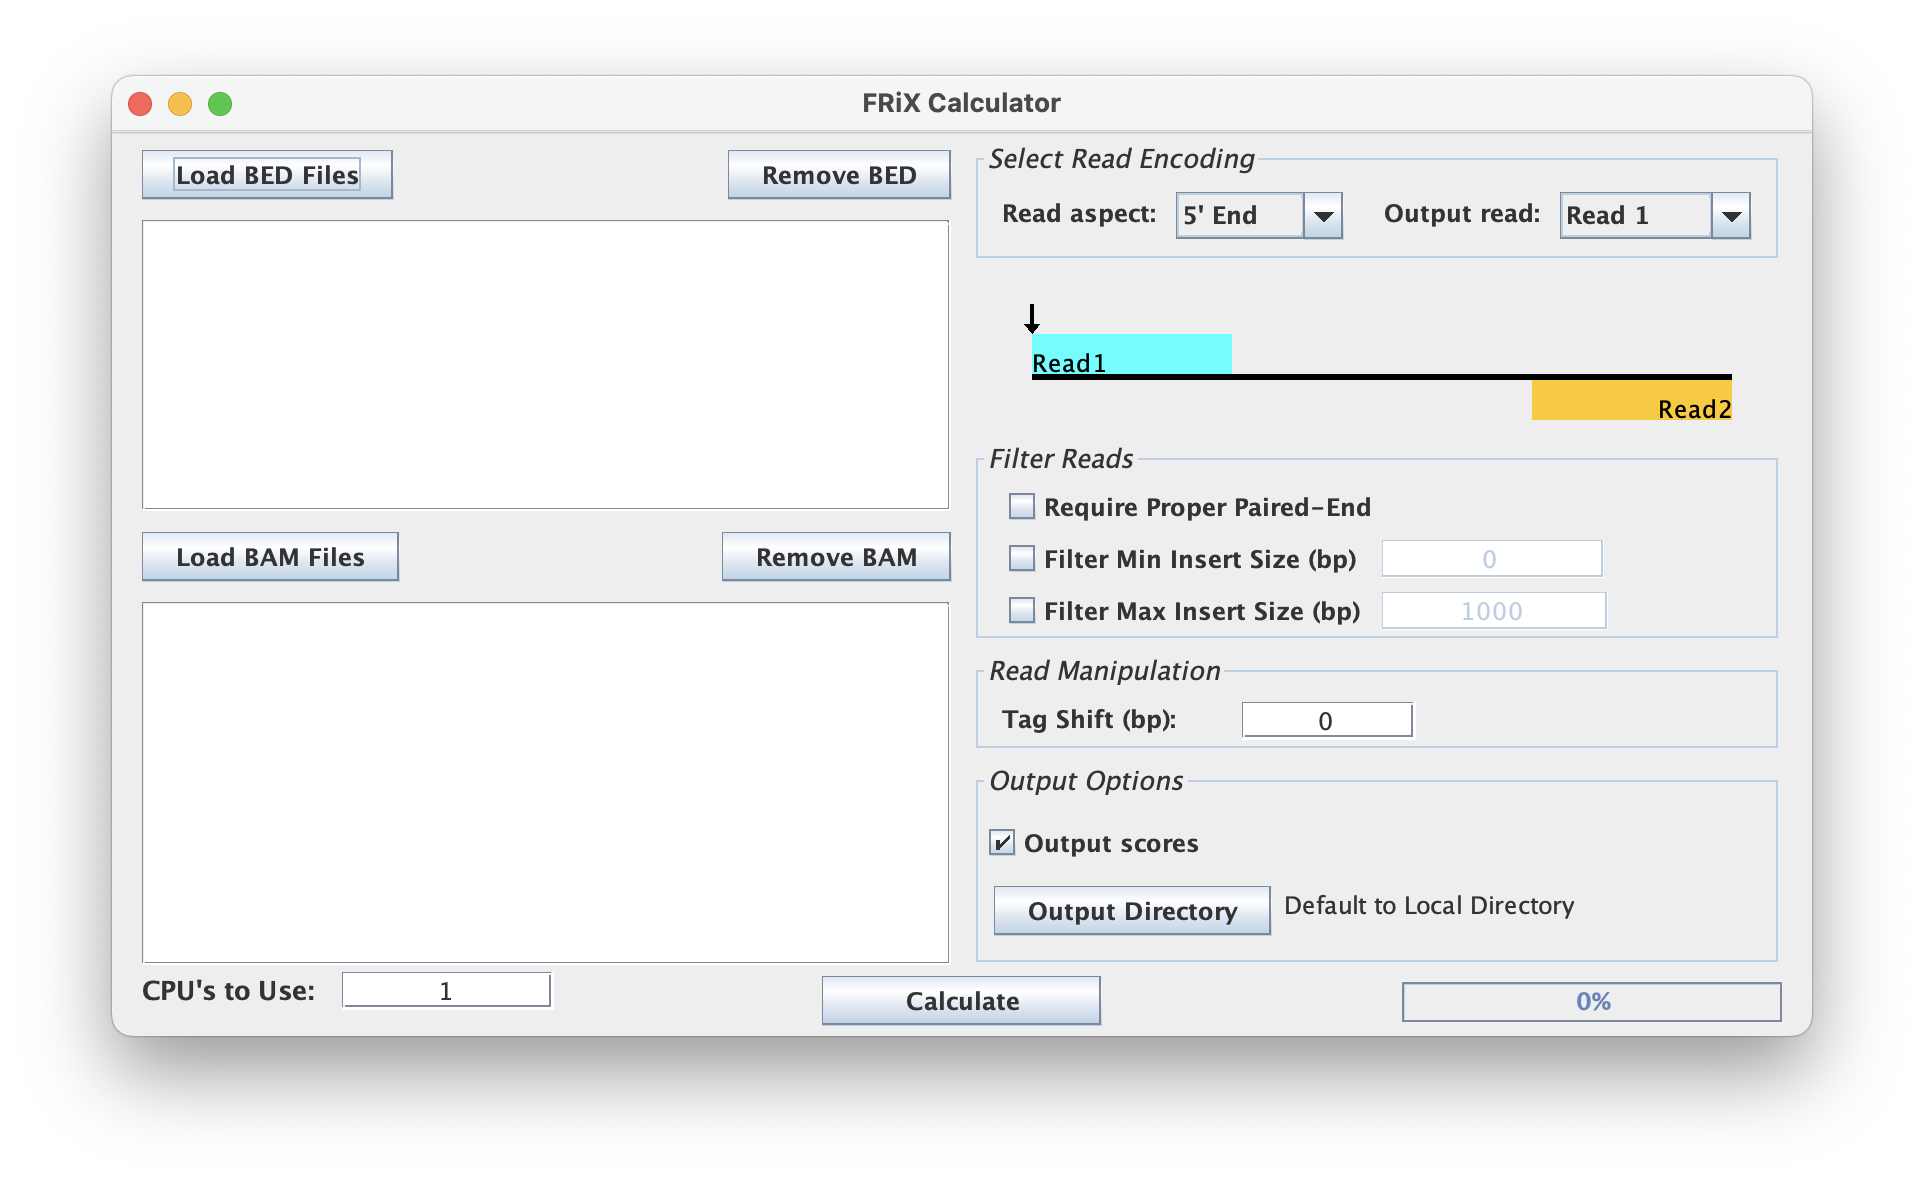 FRiX Calculator
Load BED Files
Remove BED
Load BAM Files
Remove BAM
CPU's to Use: 1
Select Read Encoding
Read aspect: 5' End Output read: Read 1
Read1
Read2
Filter Reads
Require Proper Paired-End
Filter Min Insert Size (bp) 0
Filter Max Insert Size (bp) 1000
Read Manipulation
Tag Shift (bp): 0
Output Options
Output scores
Output Directory Default to Local Directory
Calculate
0%